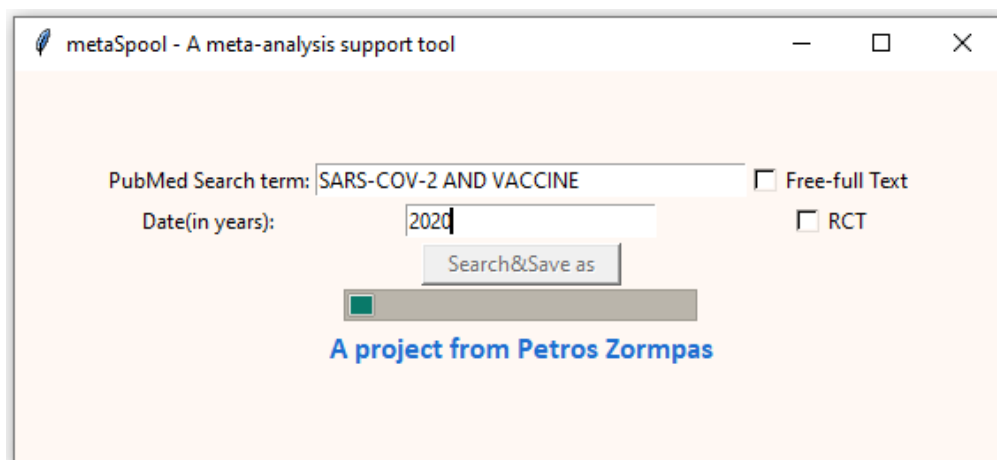 metaSpool - A meta-analysis support tool
PubMed Search term: SARS-COV-2 AND VACCINE Free-full Text
Date(in years): 2020 RCT
Search&Save as
A project from Petros Zormpas